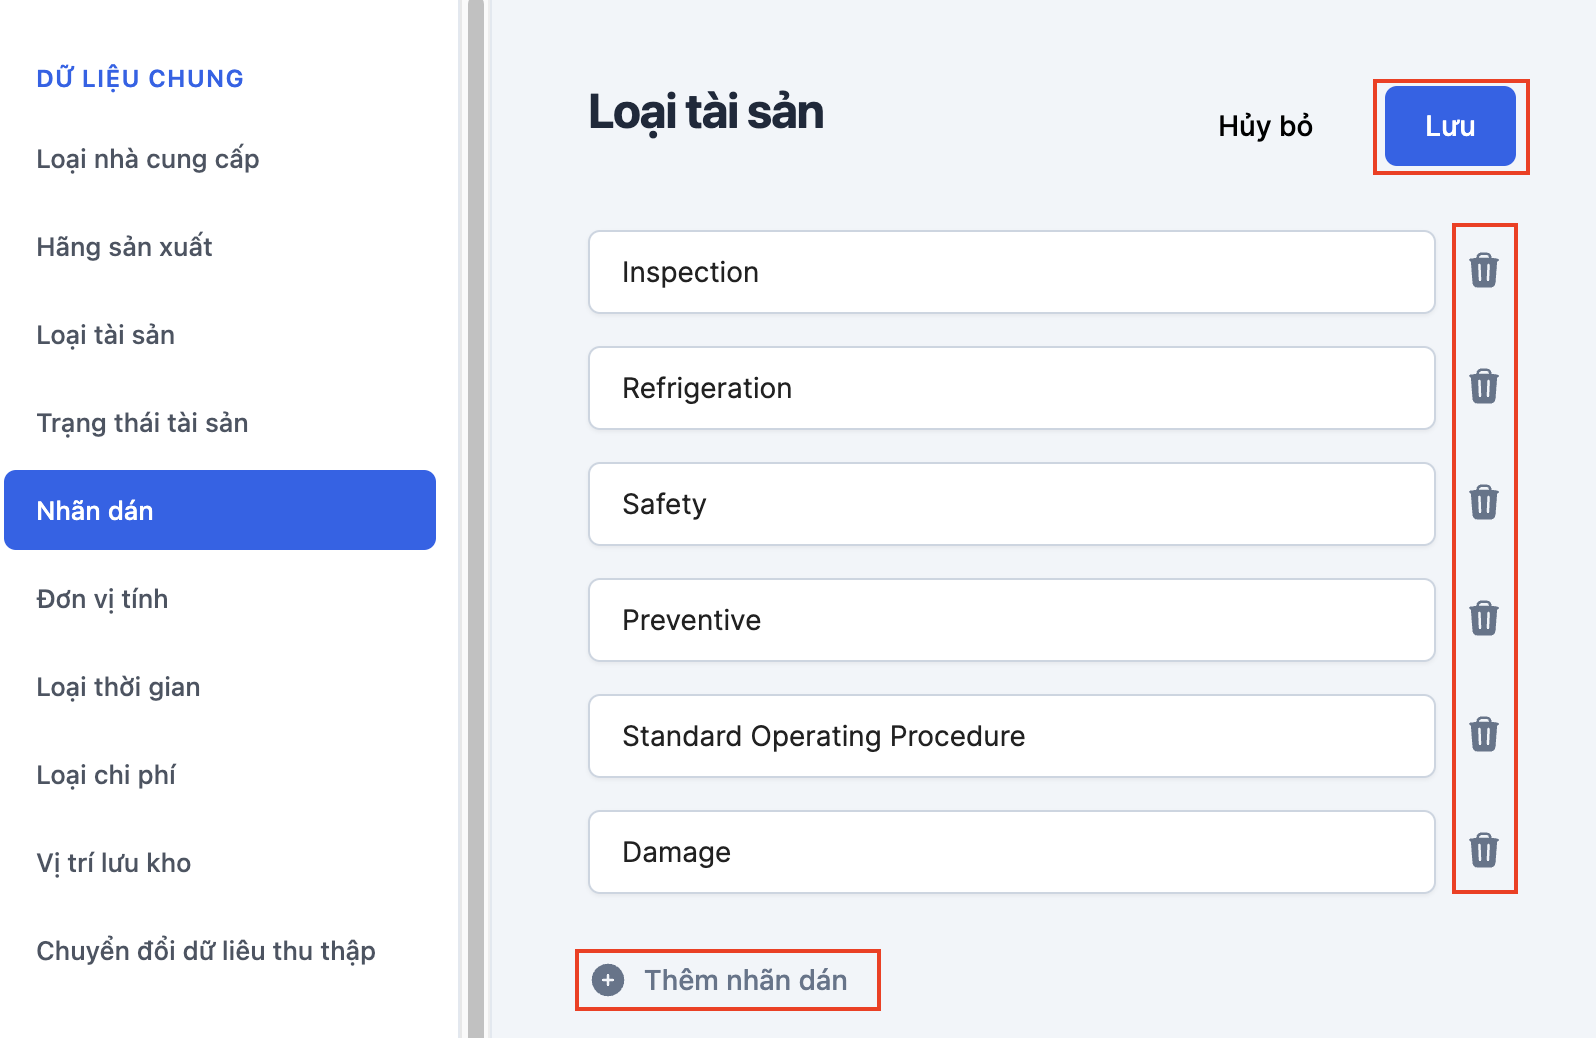 DỮ LIỆU CHUNG
Loại nhà cung cấp
Hãng sản xuất
Loại tài sản
Trạng thái tài sản
Nhãn dán
Đơn vị tính
Loại thời gian
Loại chi phí
Vị trí lưu kho
Chuyển đổi dữ liêu thu thập
Loại tài sản
Hủy bỏ
Lưu
Inspection
Refrigeration
Safety
Preventive
Standard Operating Procedure
Damage
Thêm nhãn dán